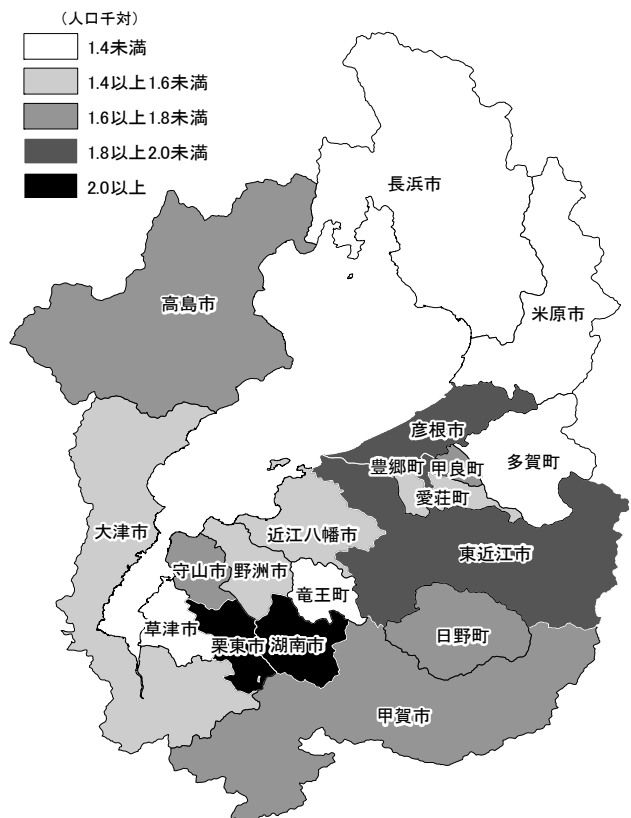 （人口千対）
1.4未満
1.4以上1.6未満
1.6以上1.8未満
1.8以上2.0未満
2.0以上
長浜市
高島市
米原市
彦根市
豊郷町
甲良町
多賀町
愛荘町
大津市
近江八幡市
東近江市
守山市
野洲市
竜王町
草津市
栗東市
湖南市
日野町
甲賀市